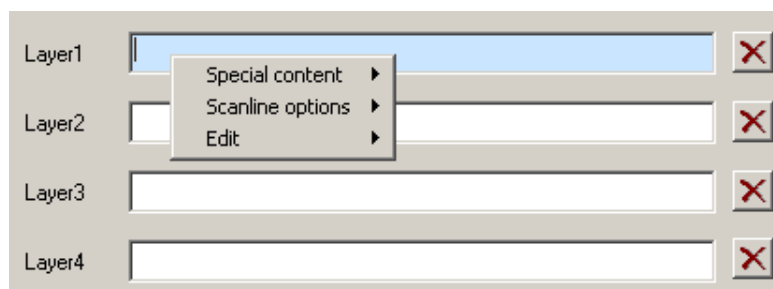 Layer1
Special content
Scanline options
Layer2
Edit
Layer3
Layer4